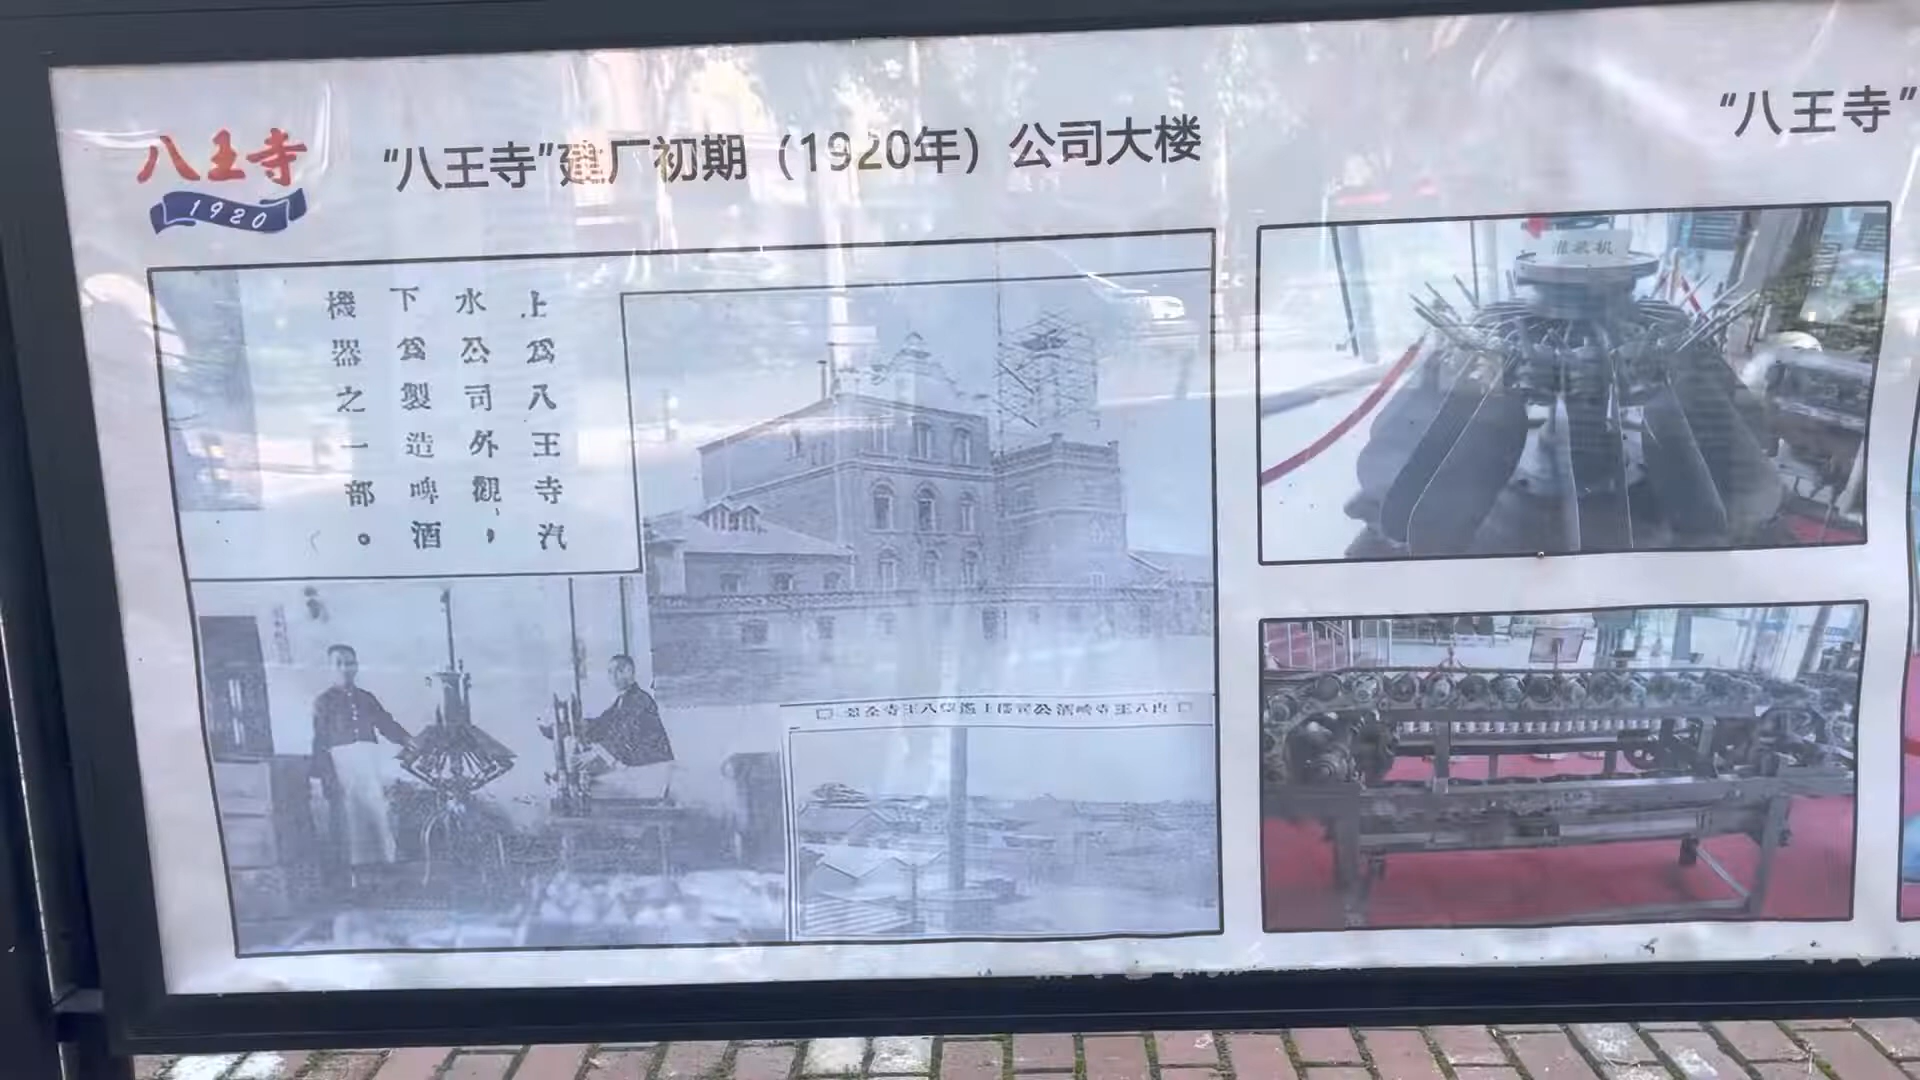 八王寺
1920
“八王寺”建厂初期（1920年）公司大楼
“八王寺”
上為八王寺汽
水公司外觀，
下為製造啤酒
機器之一部。
灌装机